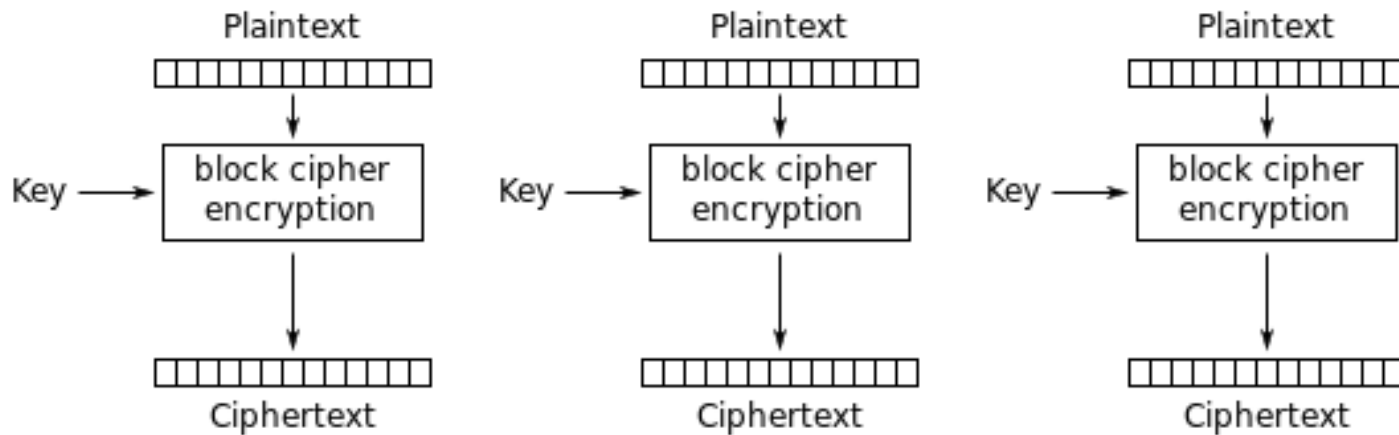 Plaintext
Plaintext
Plaintext
Key
block cipher
encryption
Key
block cipher
encryption
Key
block cipher
encryption
Ciphertext
Ciphertext
Ciphertext